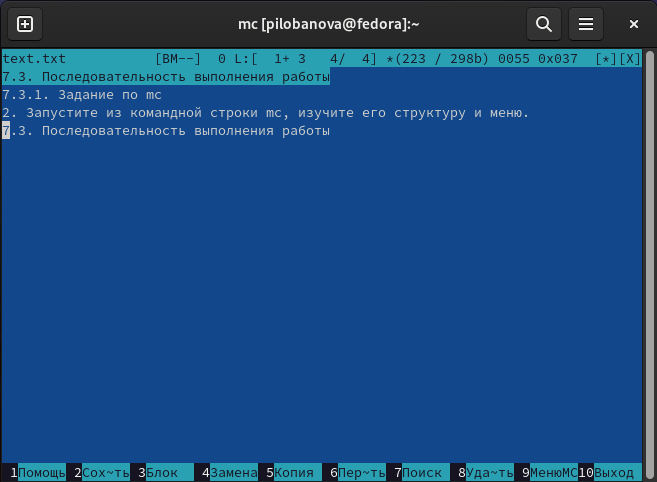 mc [pilobanova@fedora]:~
text.txt [BM--] 0 L:[ 1+ 3 4/ 4] *(223 / 298b) 0055 0x037 [*][X]
7.3. Последовательность выполнения работы
7.3.1. Задание по mc
2. Запустите из командной строки mc, изучите его структуру и меню.
7.3. Последовательность выполнения работы
1Помощь 2Сох~ть 3Блок 4Замена 5Копия 6Пер~ть 7Поиск 8Уда~ть 9МенюMC 10Выход